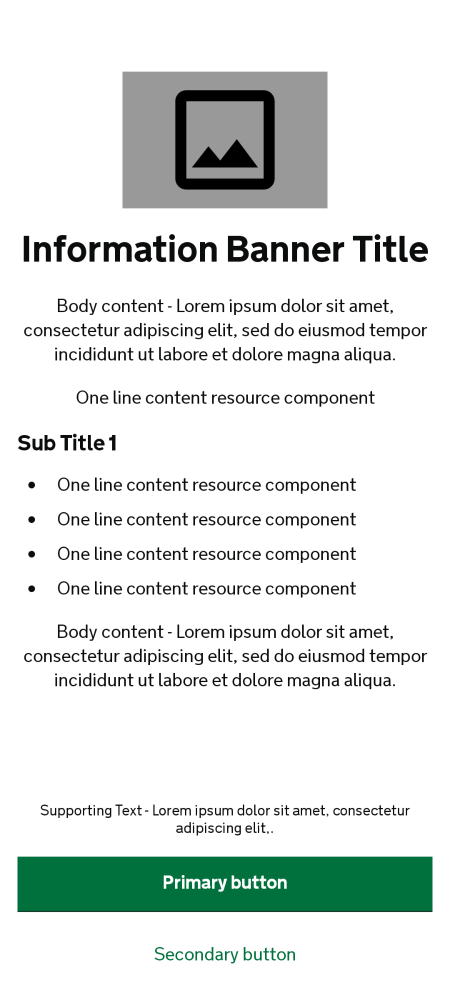 Information Banner Title
Body content - Lorem ipsum dolor sit amet,
consectetur adipiscing elit, sed do eiusmod tempor
incididunt ut labore et dolore magna aliqua.
One line content resource component
Sub Title 1
• One line content resource component
• One line content resource component
• One line content resource component
• One line content resource component
Body content - Lorem ipsum dolor sit amet,
consectetur adipiscing elit, sed do eiusmod tempor
incididunt ut labore et dolore magna aliqua.
Supporting Text - Lorem ipsum dolor sit amet, consectetur
adipiscing elit,.
Primary button
Secondary button